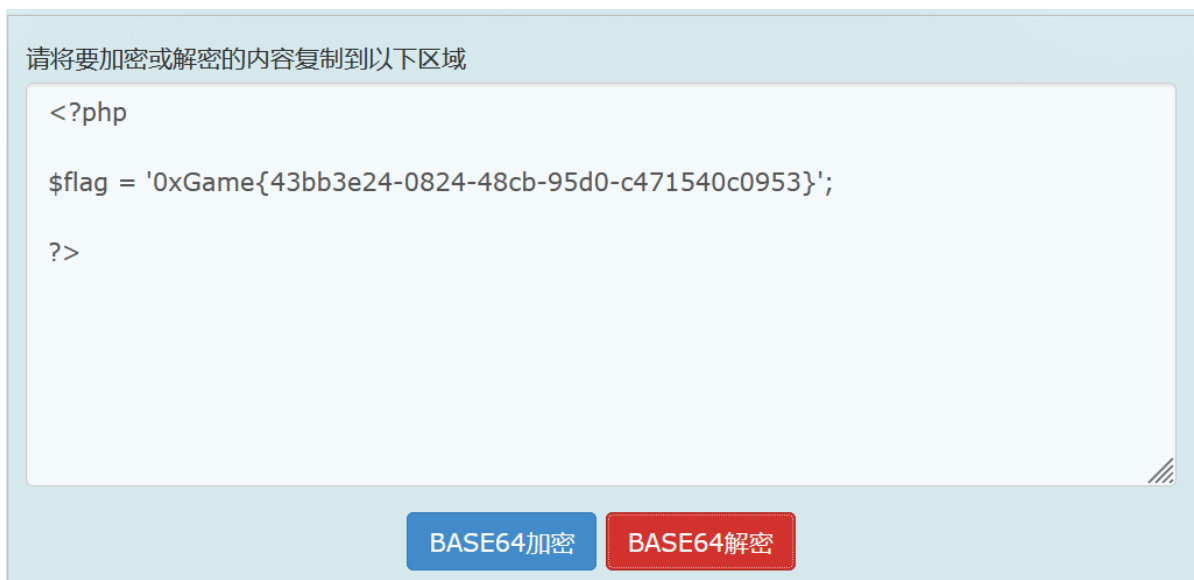 请将要加密或解密的内容复制到以下区域
<?php
$flag = '0xGame{43bb3e24-0824-48cb-95d0-c471540c0953}';
?>
BASE64加密 BASE64解密